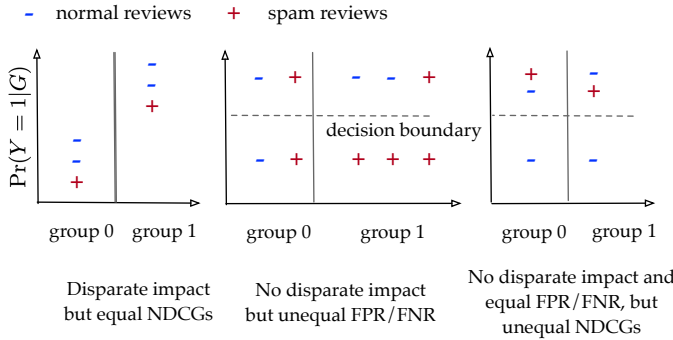 - normal reviews + spam reviews
Pr(Y = 1|G)
decision boundary
group 0 group 1 group 0 group 1 group 0 group 1
Disparate impact
but equal NDCGs
No disparate impact
but unequal FPR/FNR
No disparate impact and
equal FPR/FNR, but
unequal NDCGs